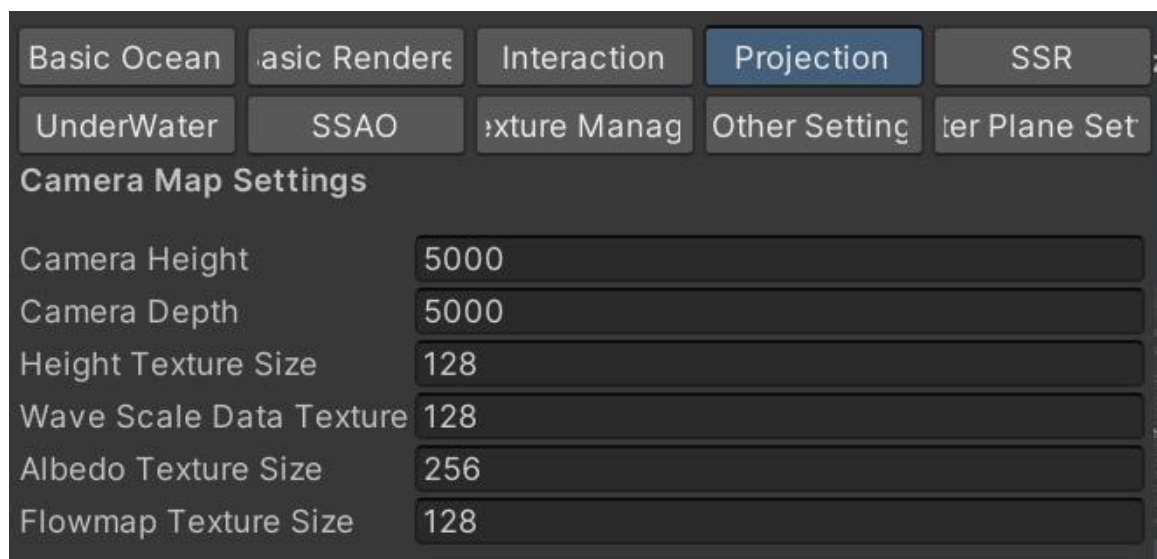 Basic Ocean asic Rendere Interaction Projection SSR
UnderWater SSAO exture Manag Other Setting ter Plane Set
Camera Map Settings
Camera Height 5000
Camera Depth 5000
Height Texture Size 128
Wave Scale Data Texture 128
Albedo Texture Size 256
Flowmap Texture Size 128